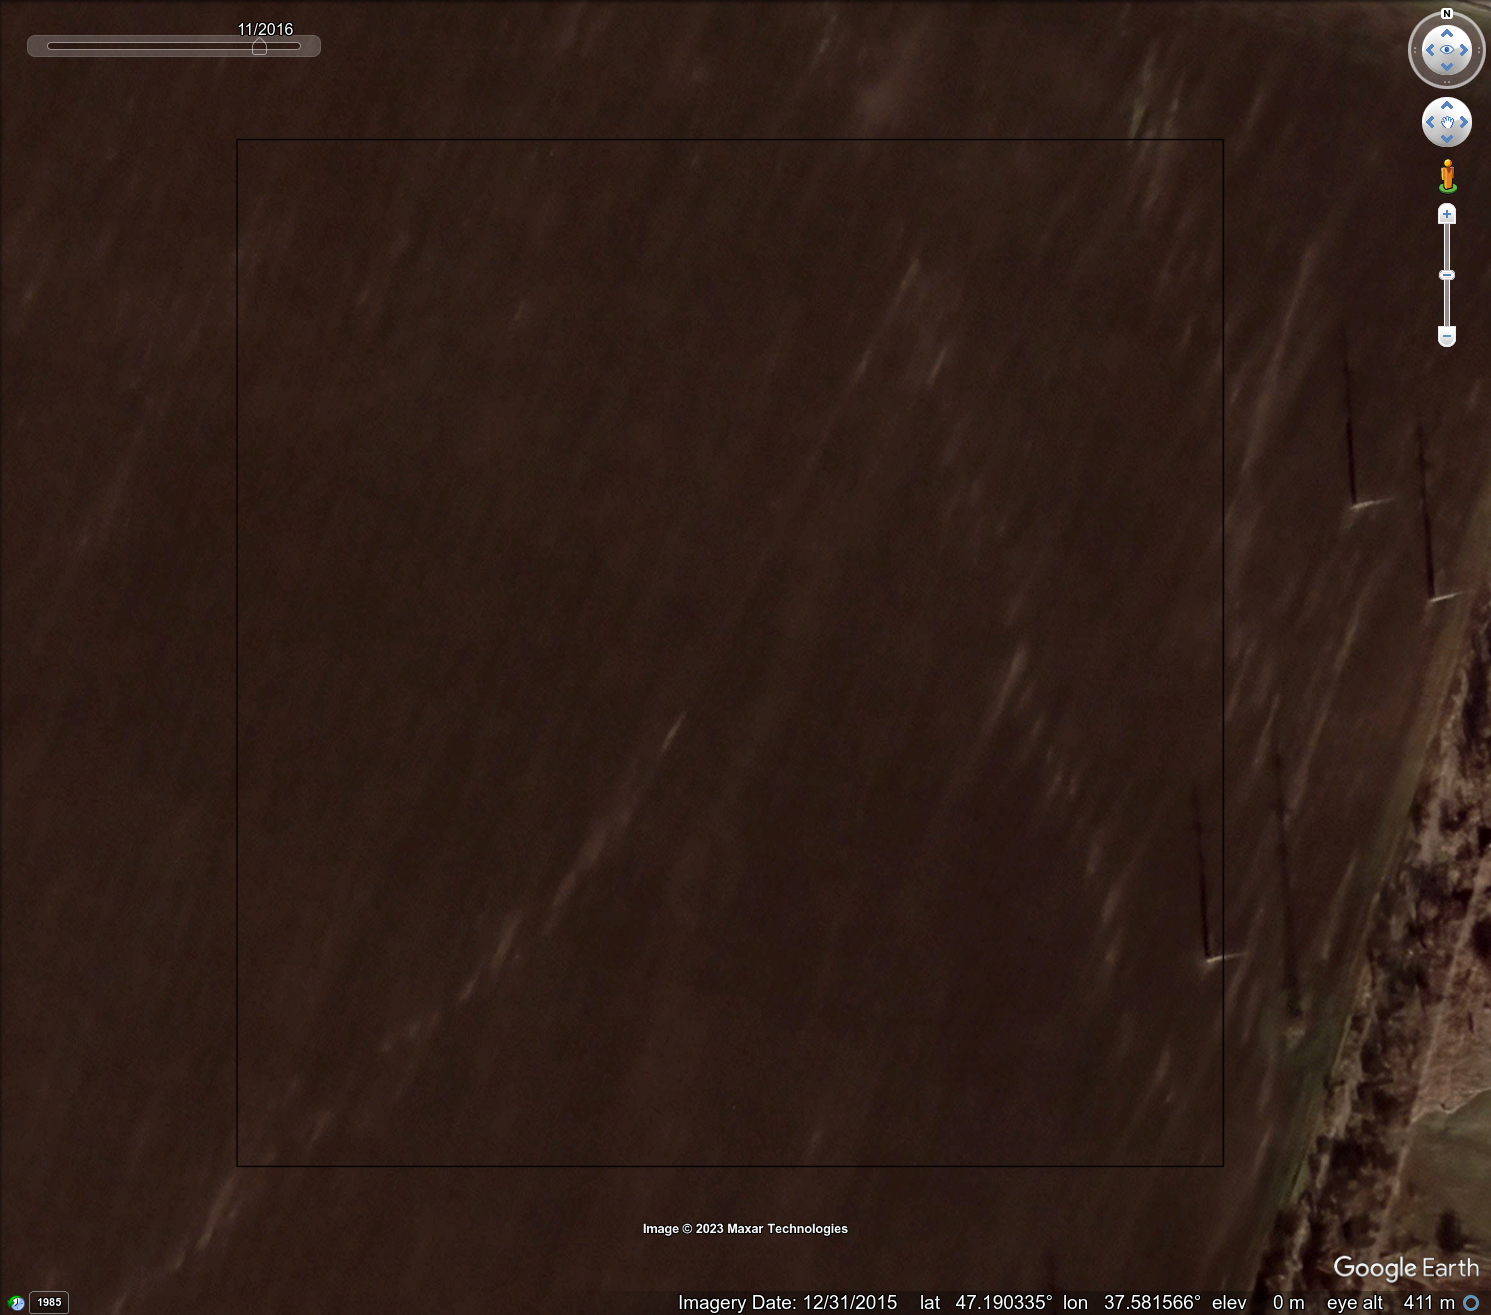 11/2016
N
Image © 2023 Maxar Technologies
Google Earth
1985
Imagery Date: 12/31/2015 lat 47.190335° lon 37.581566° elev 0 m eye alt 411 m